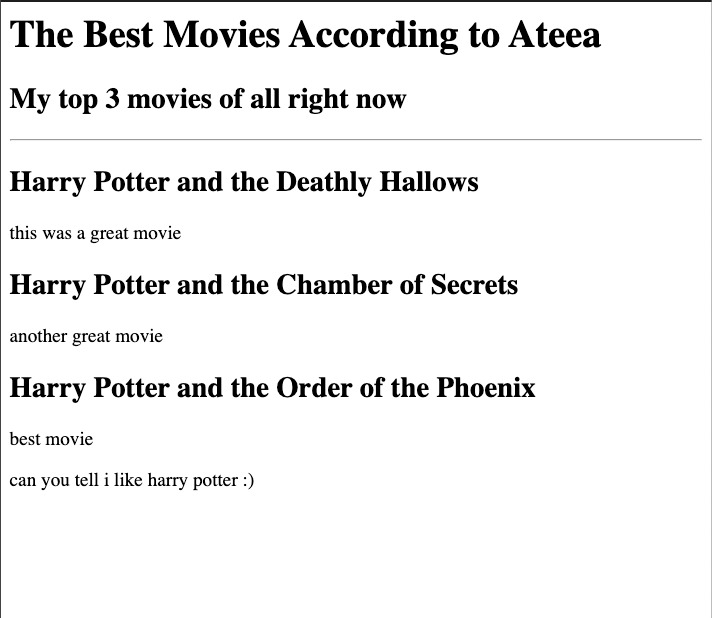 The Best Movies According to Ateea
My top 3 movies of all right now
Harry Potter and the Deathly Hallows
this was a great movie
Harry Potter and the Chamber of Secrets
another great movie
Harry Potter and the Order of the Phoenix
best movie
can you tell i like harry potter :)